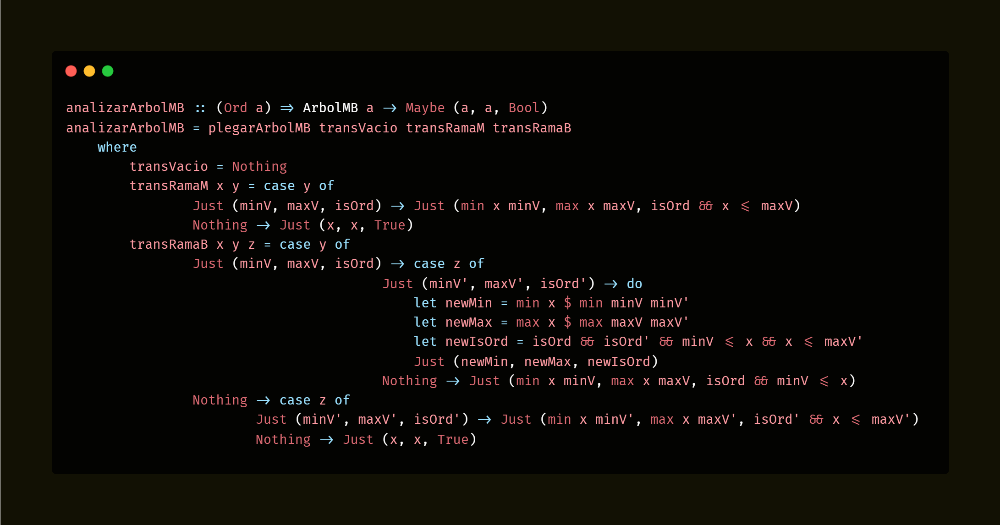 analizarArbolMB :: (Ord a) => ArbolMB a -> Maybe (a, a, Bool)
analizarArbolMB = plegarArbolMB transVacio transRamaM transRamaB
    where
        transVacio = Nothing
        transRamaM x y = case y of
                Just (minV, maxV, isOrd) -> Just (min x minV, max x maxV, isOrd && x <= maxV)
                Nothing -> Just (x, x, True)
        transRamaB x y z = case y of
                Just (minV, maxV, isOrd) -> case z of
                                        Just (minV', maxV', isOrd') -> do
                                            let newMin = min x $ min minV minV'
                                            let newMax = max x $ max maxV maxV'
                                            let newIsOrd = isOrd && isOrd' && minV <= x && x <= maxV'
                                            Just (newMin, newMax, newIsOrd)
                                        Nothing -> Just (min x minV, max x maxV, isOrd && minV <= x)
                Nothing -> case z of
                        Just (minV', maxV', isOrd') -> Just (min x minV', max x maxV', isOrd' && x <= maxV')
                        Nothing -> Just (x, x, True)